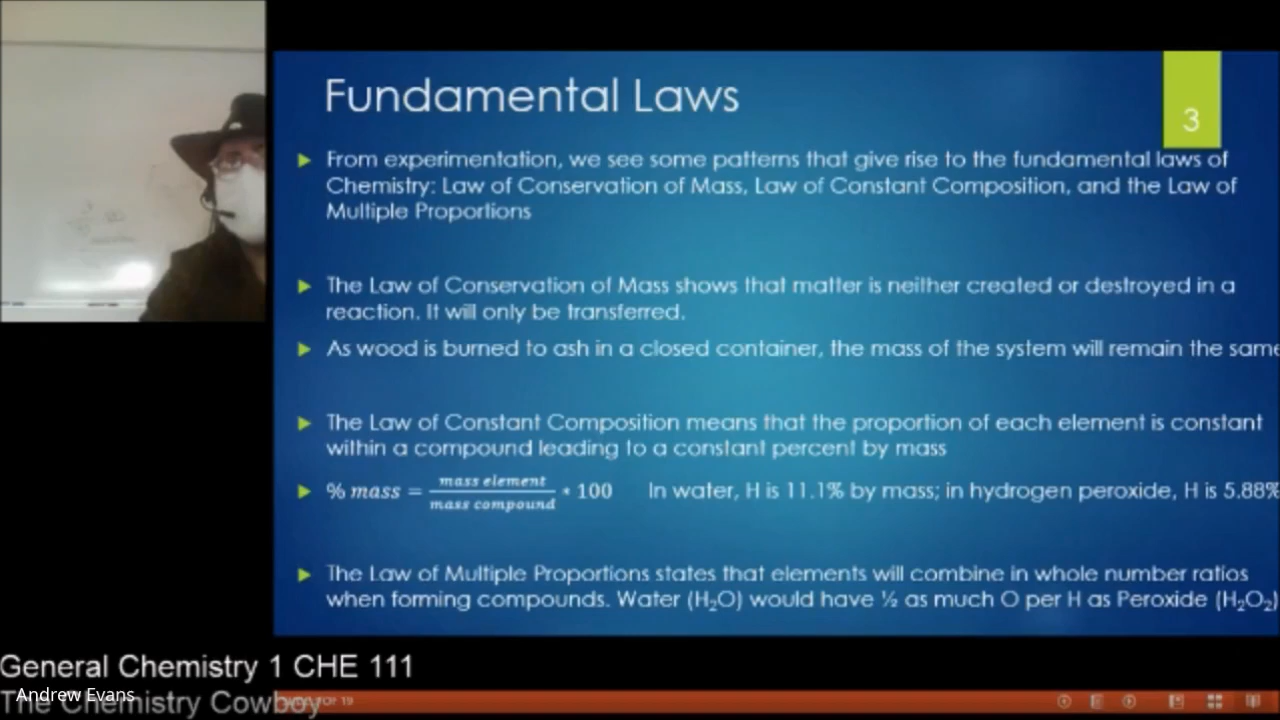 Fundamental Laws
3
From experimentation, we see some patterns that give rise to the fundamental laws of
Chemistry: Law of Conservation of Mass, Law of Constant Composition, and the Law of
Multiple Proportions
The Law of Conservation of Mass shows that matter is neither created or destroyed in a
reaction. It will only be transferred.
As wood is burned to ash in a closed container, the mass of the system will remain the same
The Law of Constant Composition means that the proportion of each element is constant
within a compound leading to a constant percent by mass
% mass = mass element / mass compound * 100 In water, H is 11.1% by mass; in hydrogen peroxide, H is 5.88%
The Law of Multiple Proportions states that elements will combine in whole number ratios
when forming compounds. Water (H₂O) would have ½ as much O per H as Peroxide (H₂O₂)
General Chemistry 1 CHE 111
Andrew Evans
The Chemistry Cowboy
OF 19